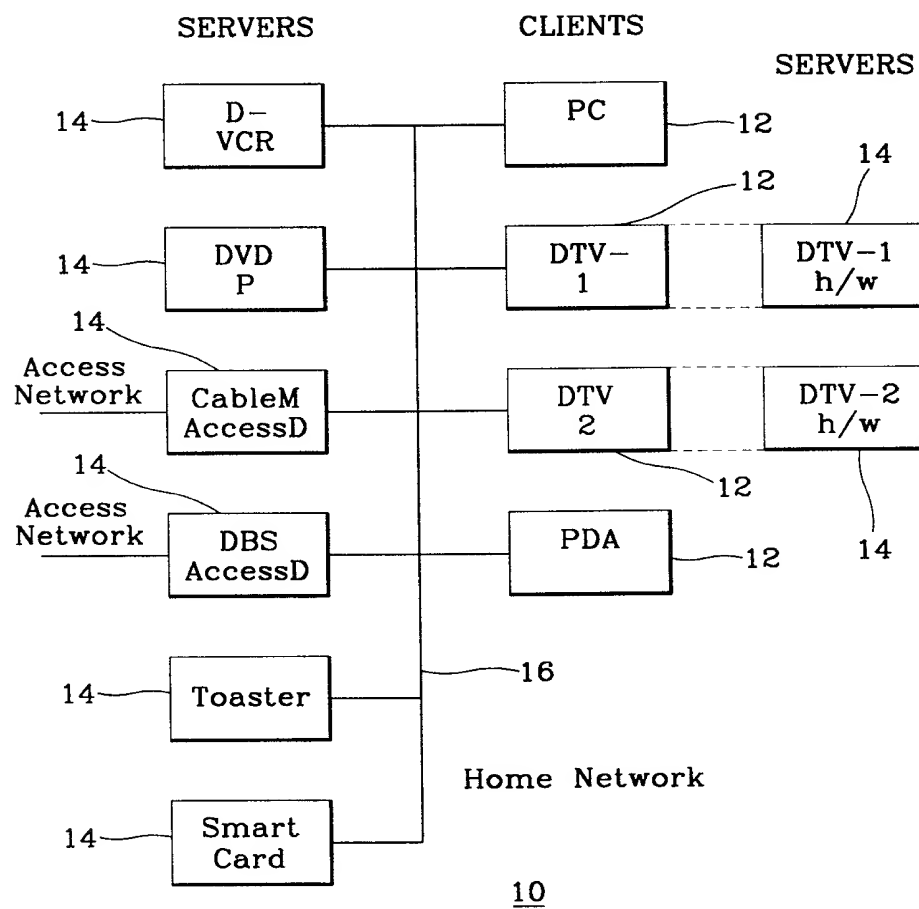 SERVERS
CLIENTS
SERVERS
14
D-
VCR
PC
12
14
DVD
P
12
DTV-
1
14
DTV-1
h/w
14
Access
Network
CableM
AccessD
DTV
2
12
DTV-2
h/w
14
14
Access
Network
DBS
AccessD
PDA
12
16
14
Toaster
Home Network
14
Smart
Card
10